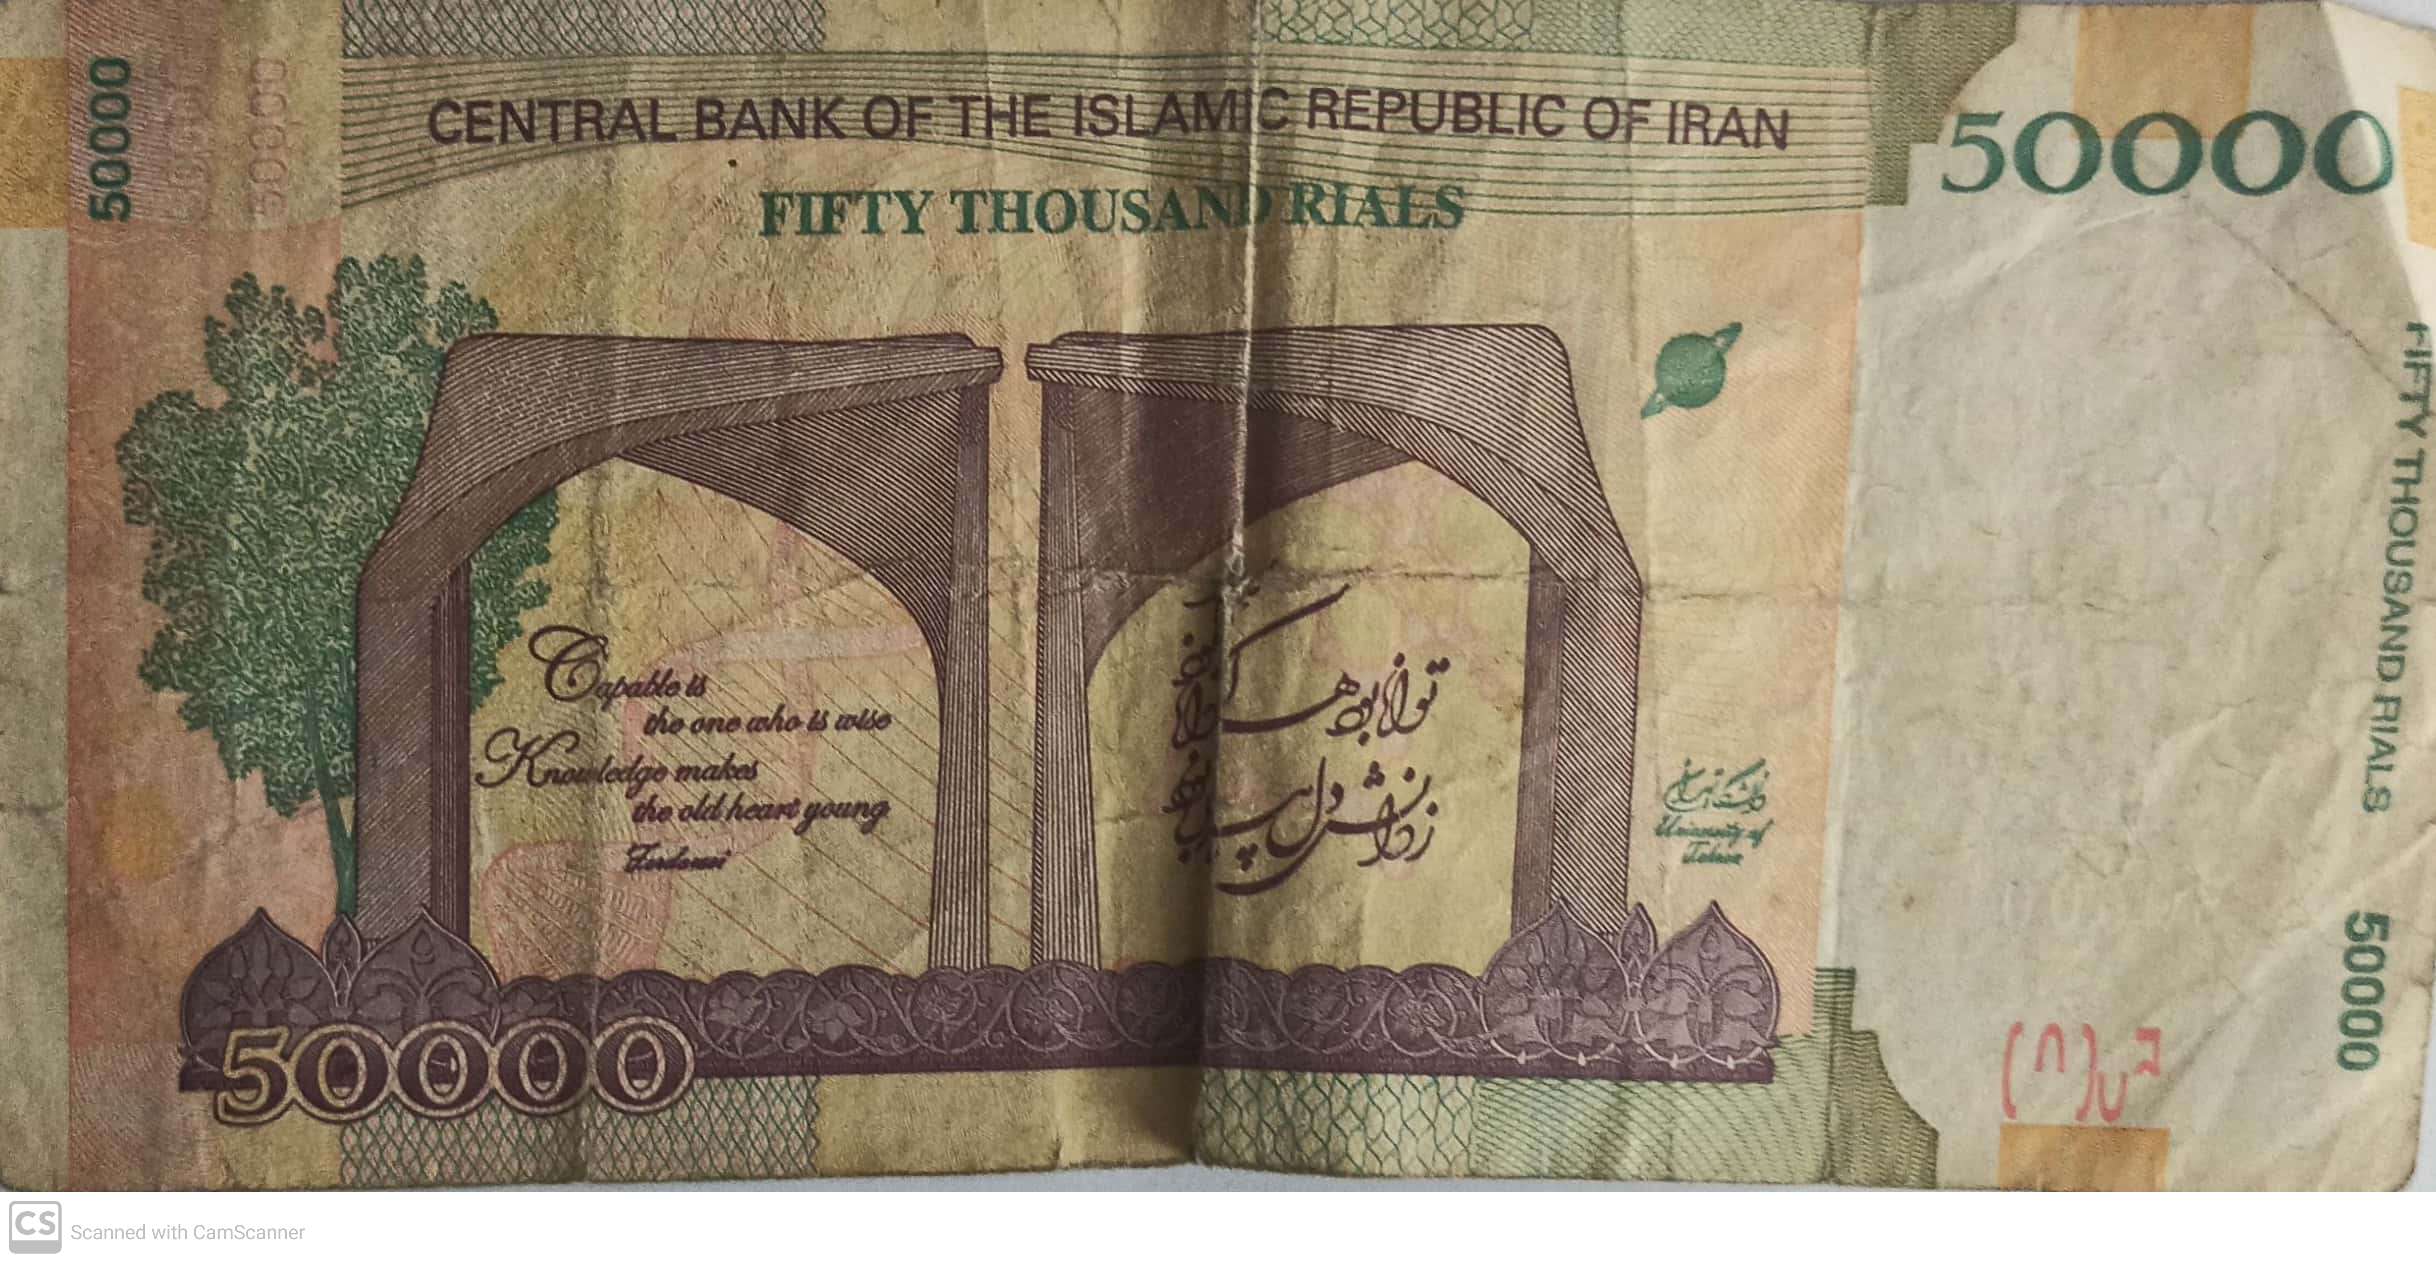 50000
50000
50000
CENTRAL BANK OF THE ISLAMIC REPUBLIC OF IRAN
50000
FIFTY THOUSAND RIALS
Capable is
the one who is wise
Knowledge makes
the old heart young
Ferdowsi
توانا بود هر که
دانا بود
ز دانش دل پیر
برنا بود
دانشگاه تهران
University of
Tehran
FIFTY THOUSAND RIALS 50000
50000
CS Scanned with CamScanner